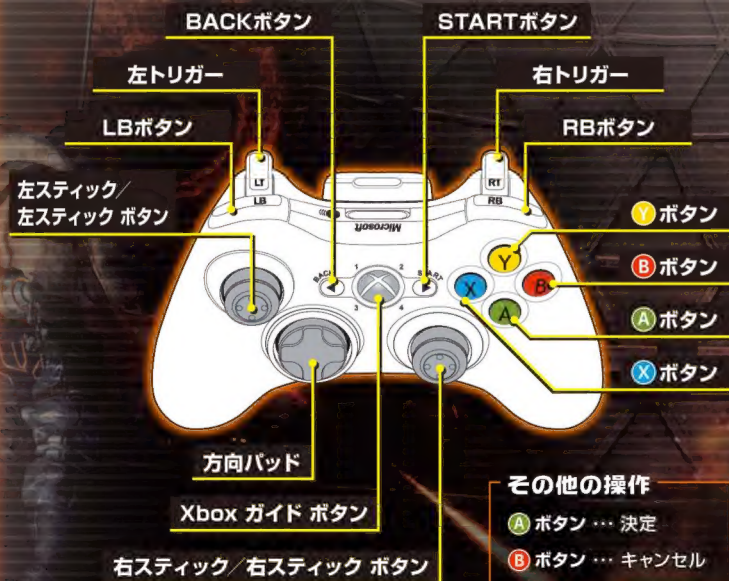 BACKボタン
STARTボタン
左トリガー
右トリガー
LBボタン
RBボタン
LT
LB
RT
RB
左スティック/
左スティック ボタン
Microsoft
BACK
START
1
2
3
4
Y
X
B
A
Yボタン
Bボタン
Aボタン
Xボタン
方向パッド
Xbox ガイド ボタン
右スティック/右スティック ボタン
その他の操作
Aボタン … 決定
Bボタン … キャンセル